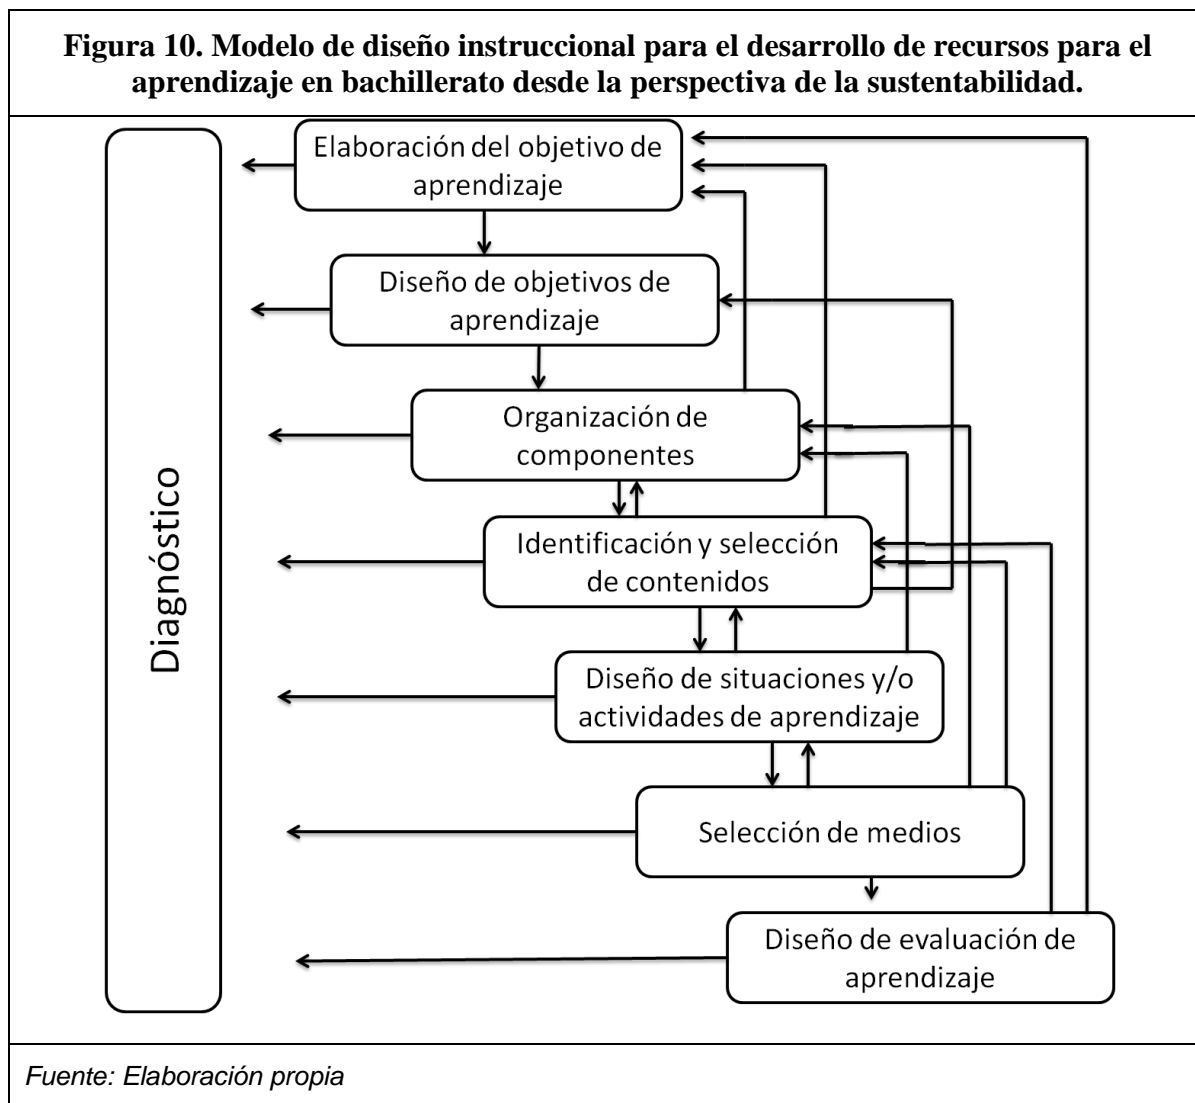 Figura 10. Modelo de diseño instruccional para el desarrollo de recursos para el
aprendizaje en bachillerato desde la perspectiva de la sustentabilidad.
Diagnóstico
Elaboración del objetivo de
aprendizaje
Diseño de objetivos de
aprendizaje
Organización de
componentes
Identificación y selección
de contenidos
Diseño de situaciones y/o
actividades de aprendizaje
Selección de medios
Diseño de evaluación de
aprendizaje
Fuente: Elaboración propia